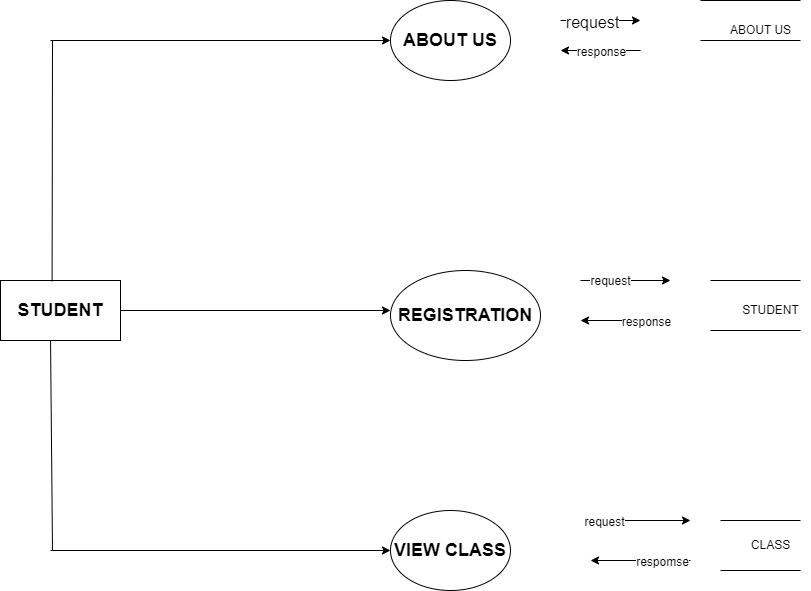 ABOUT US
request
ABOUT US
response
STUDENT
REGISTRATION
request
STUDENT
response
VIEW CLASS
request
CLASS
respomse